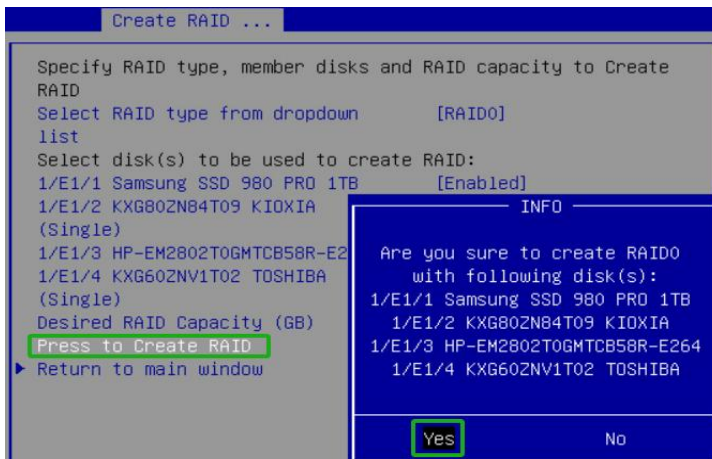 Create RAID ...
Specify RAID type, member disks and RAID capacity to Create
RAID
Select RAID type from dropdown [RAID0]
list
Select disk(s) to be used to create RAID:
1/E1/1 Samsung SSD 980 PRO 1TB [Enabled]
1/E1/2 KXG80ZN84T09 KIOXIA
(Single)
1/E1/3 HP-EM2802T0GMTCB58R-E2
1/E1/4 KXG60ZNV1T02 TOSHIBA
(Single)
Desired RAID Capacity (GB)
Press to Create RAID
Return to main window
INFO
Are you sure to create RAID0
with following disk(s):
1/E1/1 Samsung SSD 980 PRO 1TB
1/E1/2 KXG80ZN84T09 KIOXIA
1/E1/3 HP-EM2802T0GMTCB58R-E264
1/E1/4 KXG60ZNV1T02 TOSHIBA
Yes No